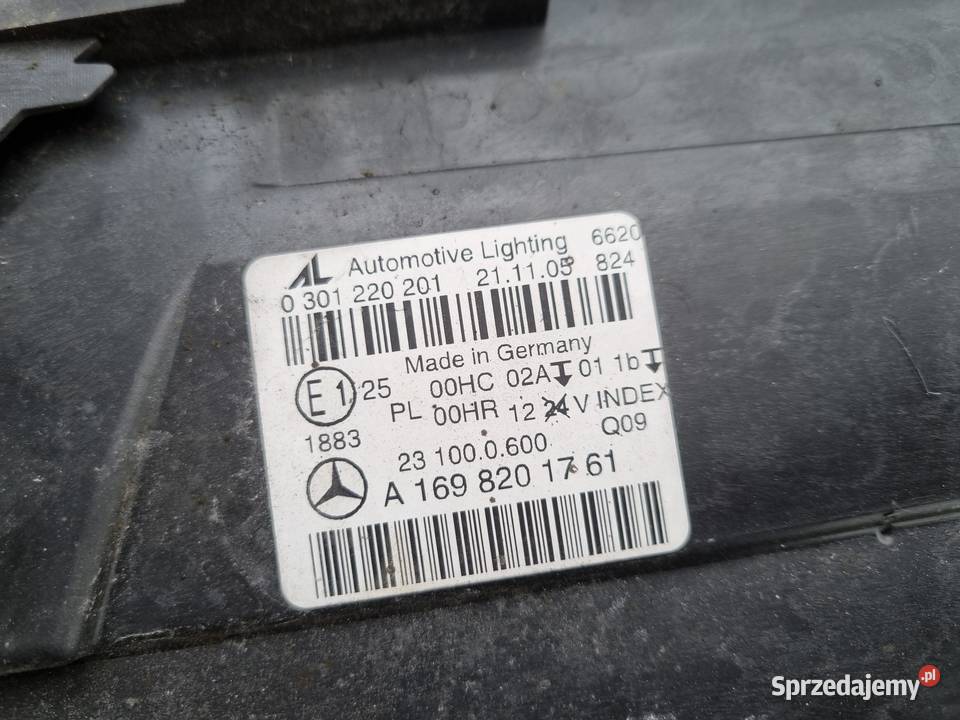 AL Automotive Lighting 6620
0 301 220 201 21.11.05 824
Made in Germany
E1 25 00HC 02A 01 1b
PL 00HR 12 24 V INDEX
1883 Q09
23 100.0.600
A 169 820 17 61
Sprzedajemy.pl